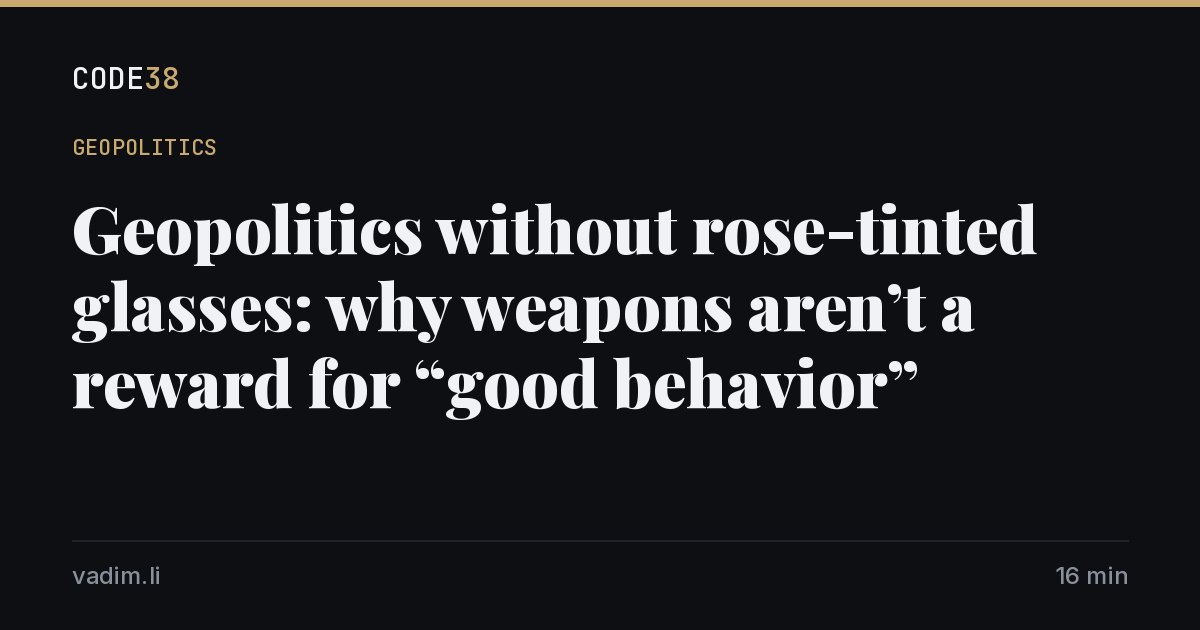 CODE38
GEOPOLITICS
Geopolitics without rose-tinted
glasses: why weapons aren’t a
reward for “good behavior”
vadim.li
16 min